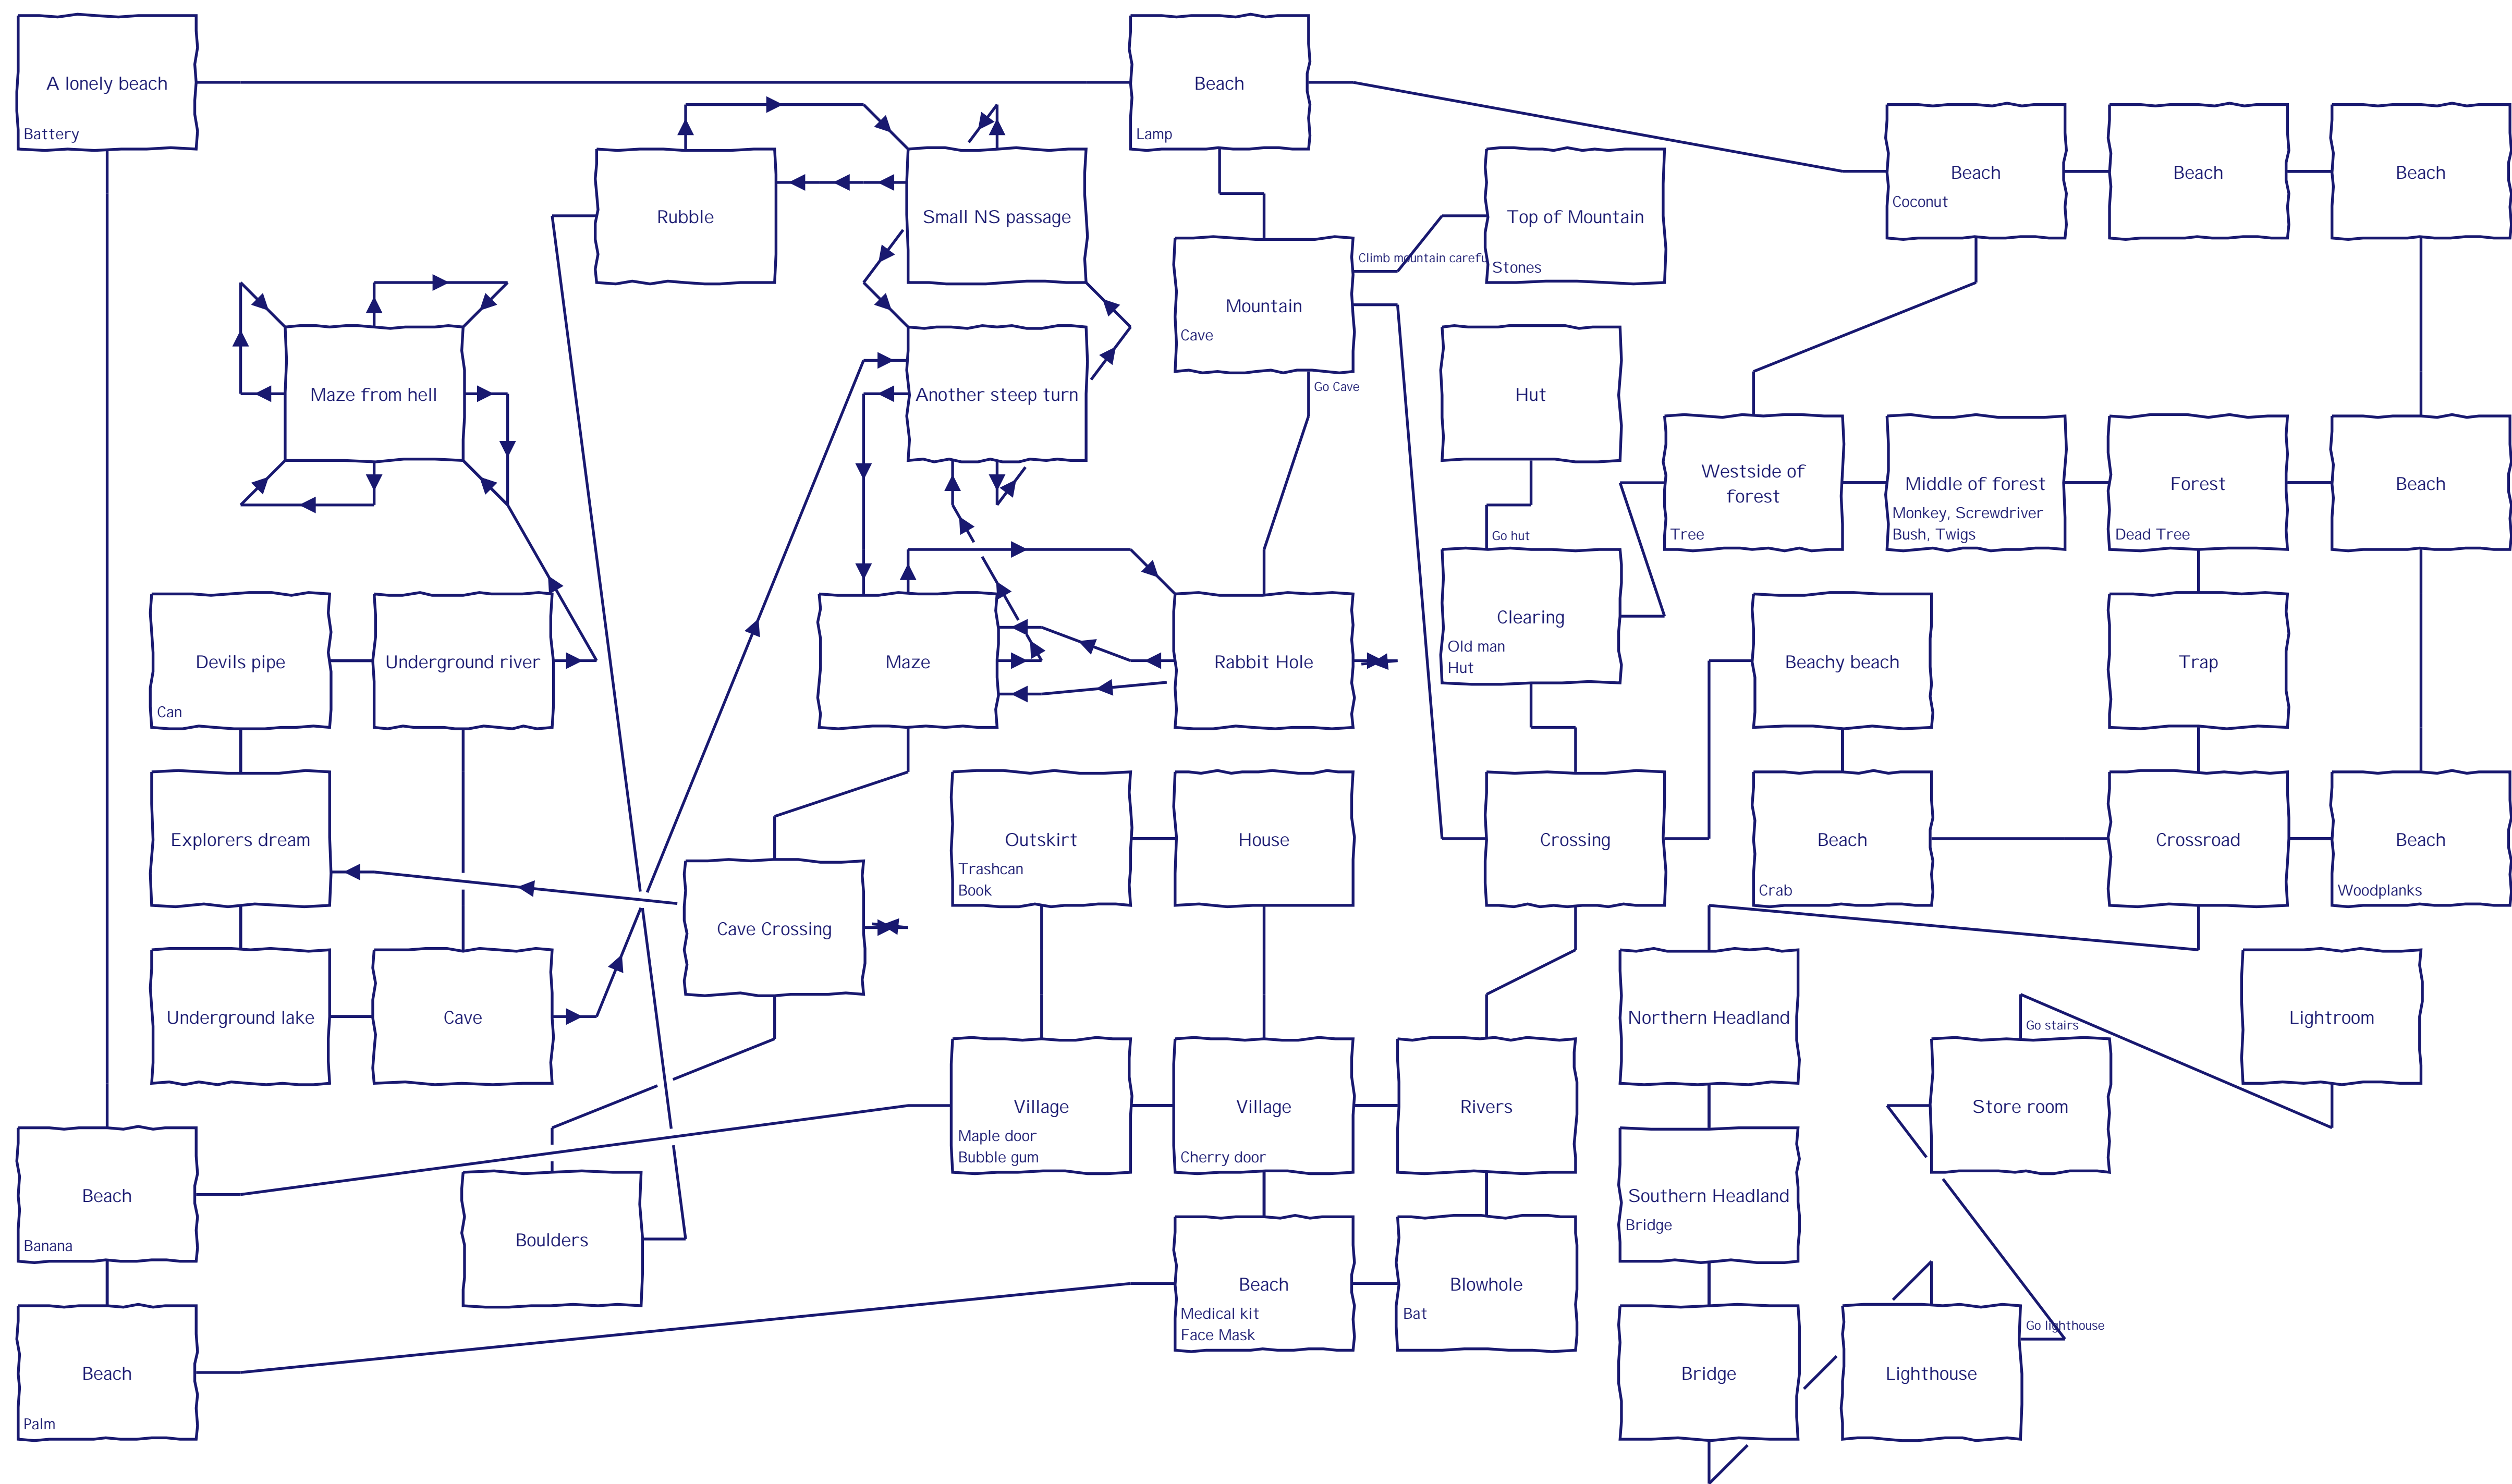 A lonely beach
Battery
Beach
Lamp
Beach
Coconut
Beach
Beach
Rubble
Small NS passage
Top of Mountain
Stones
Climb mountain carefu
Mountain
Cave
Go Cave
Maze from hell
Another steep turn
Hut
Go hut
Westside of
forest
Tree
Middle of forest
Monkey, Screwdriver
Bush, Twigs
Forest
Dead Tree
Beach
Devils pipe
Can
Underground river
Maze
Rabbit Hole
Clearing
Old man
Hut
Beachy beach
Trap
Explorers dream
Outskirt
Trashcan
Book
House
Crossing
Beach
Crab
Crossroad
Beach
Woodplanks
Cave Crossing
Underground lake
Cave
Northern Headland
Lightroom
Go stairs
Store room
Village
Maple door
Bubble gum
Village
Cherry door
Rivers
Beach
Banana
Boulders
Southern Headland
Bridge
Beach
Medical kit
Face Mask
Blowhole
Bat
Go lighthouse
Beach
Palm
Bridge
Lighthouse